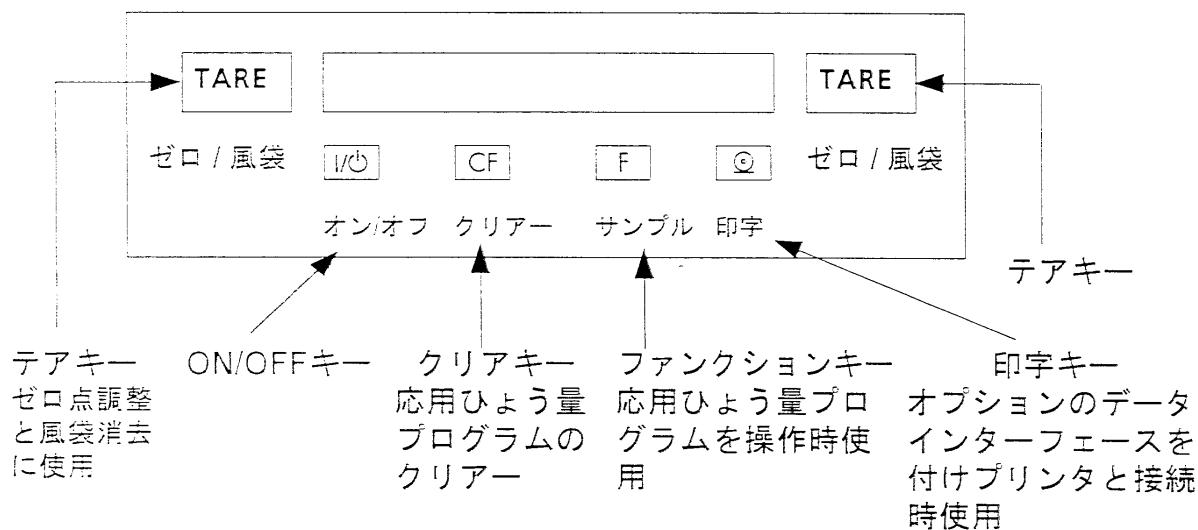 TARE TARE
ゼロ / 風袋 I/⏻ CF F ゼロ / 風袋
オン/オフ クリアー サンプル 印字
テアキー
テアキー ON/OFFキー クリアキー ファンクションキー 印字キー
ゼロ点調整
と風袋消去
に使用
応用ひょう量
プログラムの
クリアー
応用ひょう量プロ
グラムを操作時使
用
オプションのデータ
インターフェースを
付けプリンタと接続
時使用